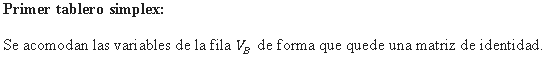 Primer tablero simplex:
Se acomodan las variables de la fila V_B de forma que quede una matriz de identidad.